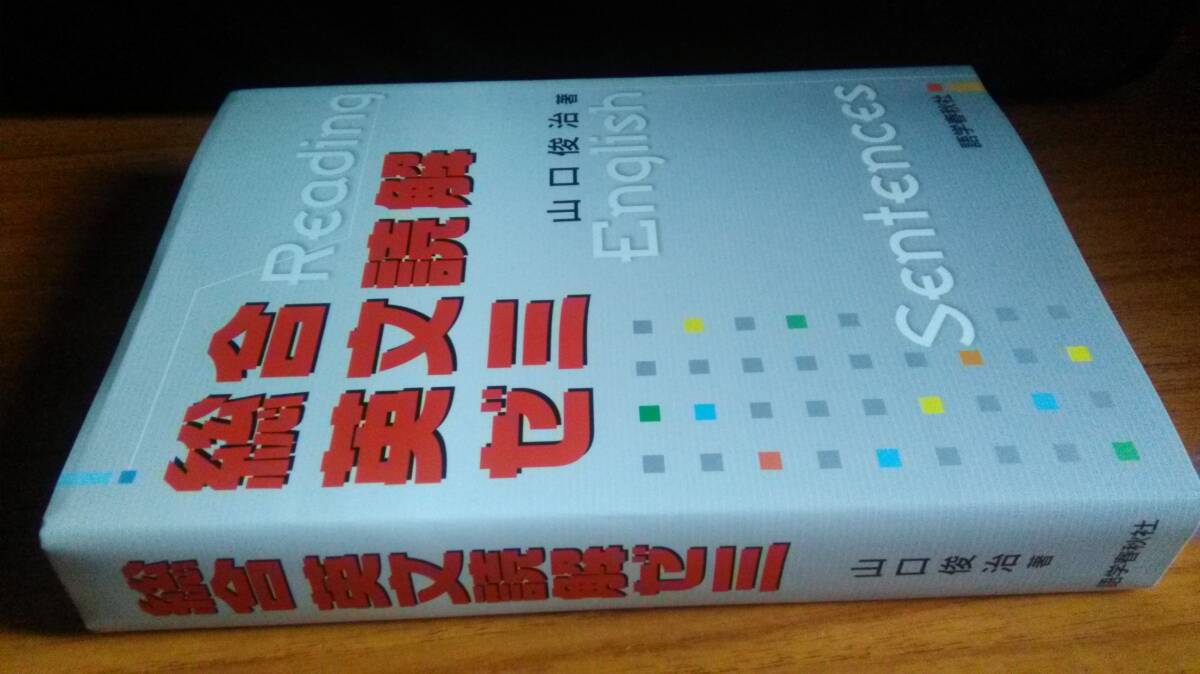 Reading
English
Sentences
総合
英文読解
ゼミ
山口俊治 著
語学春秋社
総合英文読解ゼミ
山口俊治 著
語学春秋社